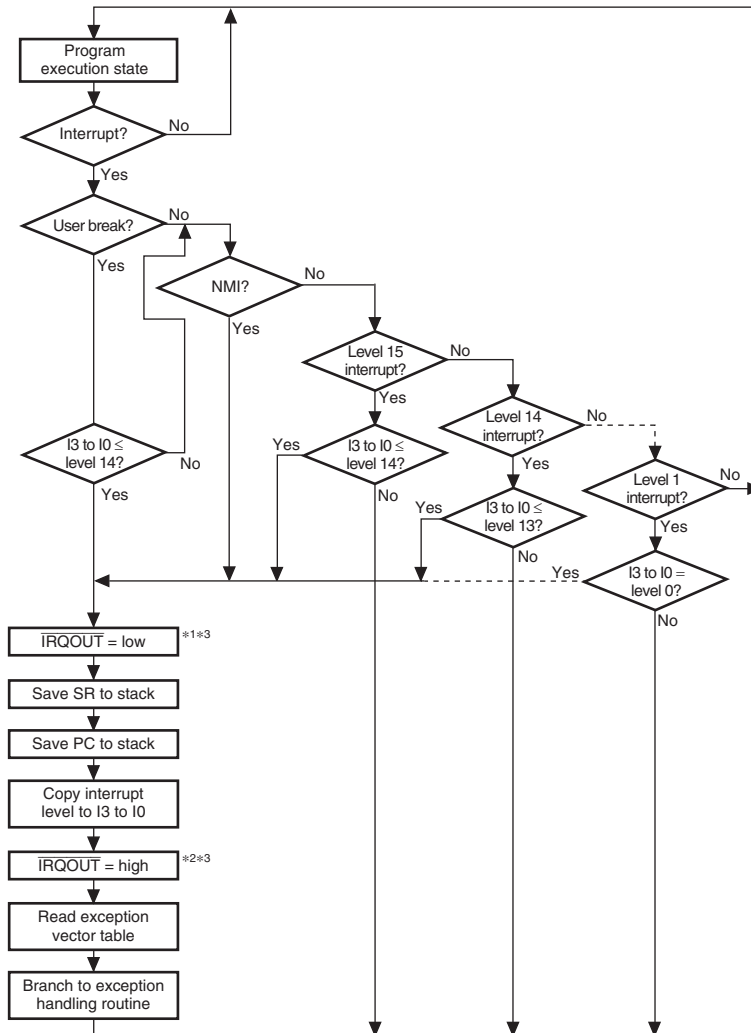 Program
execution state
No
Interrupt?
Yes
User break?
No
Yes
NMI?
No
Yes
Level 15
interrupt?
No
Yes
Level 14
interrupt?
No
Yes
I3 to I0 ≤
level 14?
No
Yes
Yes
I3 to I0 ≤
level 14?
No
Level 1
interrupt?
No
Yes
Yes
I3 to I0 ≤
level 13?
No
Yes
I3 to I0 =
level 0?
No
IRQOUT = low *1*3
Save SR to stack
Save PC to stack
Copy interrupt
level to I3 to I0
IRQOUT = high *2*3
Read exception
vector table
Branch to exception
handling routine